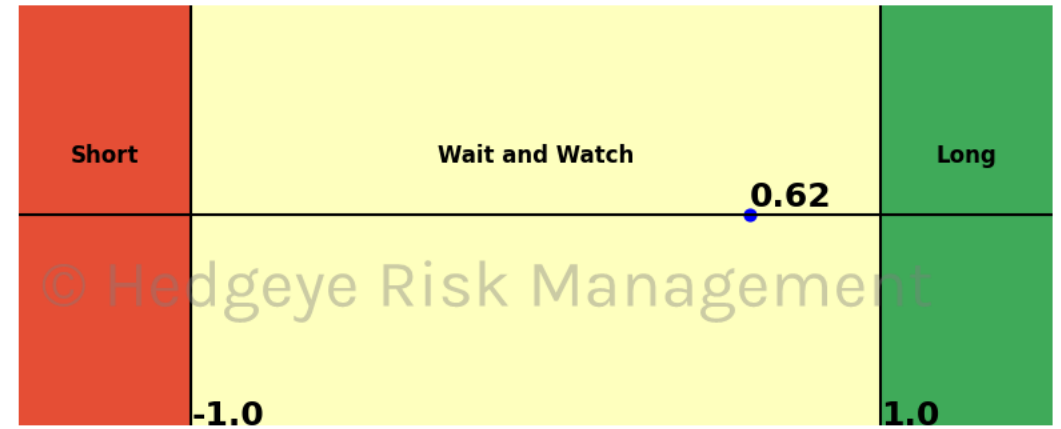 Short
Wait and Watch
Long
0.62
© Hedgeye Risk Management
-1.0
1.0